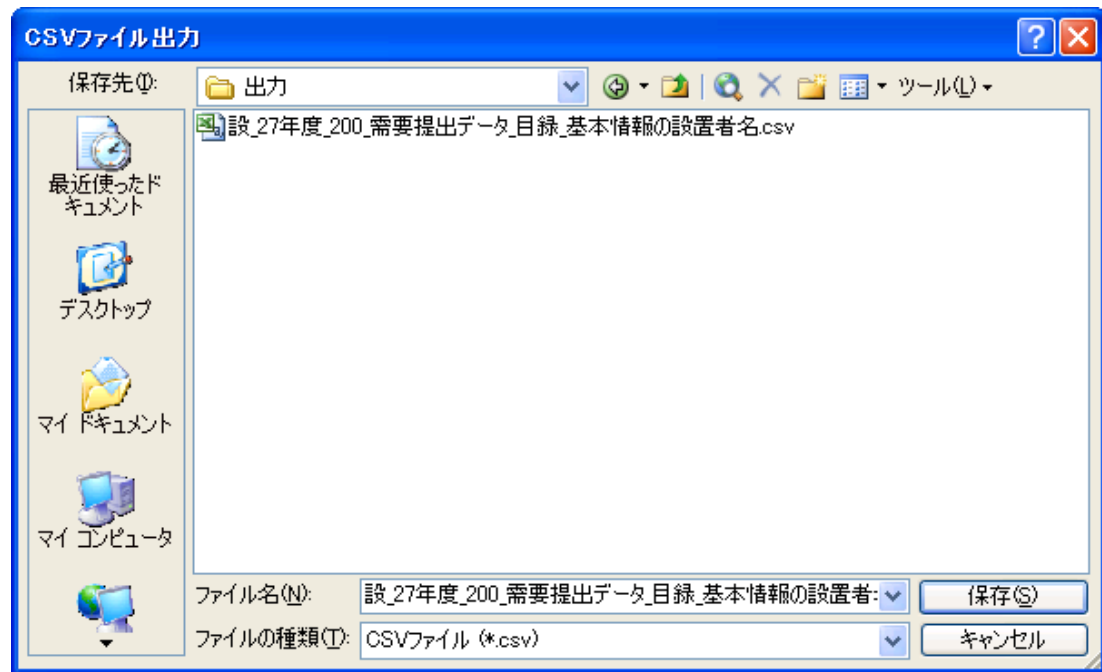 CSVファイル出力
保存先(I):
出力
ツール(L)
設_27年度_200_需要提出データ_目録_基本情報の設置者名.csv
最近使ったド
キュメント
デスクトップ
マイ ドキュメント
マイ コンピュータ
ファイル名(N):
設_27年度_200_需要提出データ_目録_基本情報の設置者
保存(S)
ファイルの種類(T):
CSVファイル (*.csv)
キャンセル